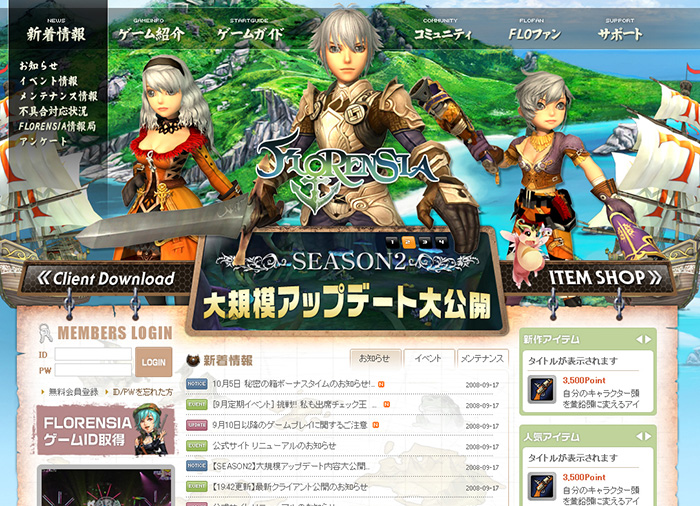 NEWS
新着情報
GAMEINFO
ゲーム紹介
STARTGUIDE
ゲームガイド
COMMUNITY
コミュニティ
FLOFAN
FLOファン
SUPPORT
サポート
お知らせ
イベント情報
メンテナンス情報
不具合対応状況
FLORENSIA情報局
アンケート
FLORENSIA
1 2 3 4
SEASON2
大規模アップデート大公開
Client Download
ITEM SHOP
MEMBERS LOGIN
ID
PW
LOGIN
無料会員登録 ID/PWを忘れた方
FLORENSIA
ゲームID取得
新着情報
お知らせ イベント メンテナンス
NOTICE 10月5日 秘密の箱ボーナスタイムのお知らせ!... N 2008-09-17
EVENT [9月定期イベント] 挑戦!! 私も出席チェック王 N 2008-09-17
UPDATE 9月10日以降のゲームプレイに関するご注意 N 2008-09-17
EVENT 公式サイトリニューアルのお知らせ 2008-09-17
NOTICE 【SEASON2】大規模アップデート内容大公開... 2008-09-17
EVENT 【19:42更新】最新クライアント公開のお知らせ 2008-09-17
新作アイテム
タイトルが表示されます
3,500Point
自分のキャラクター頭
を黄鉛頭に変えるアイ
人気アイテム
タイトルが表示されます
3,500Point
自分のキャラクター頭